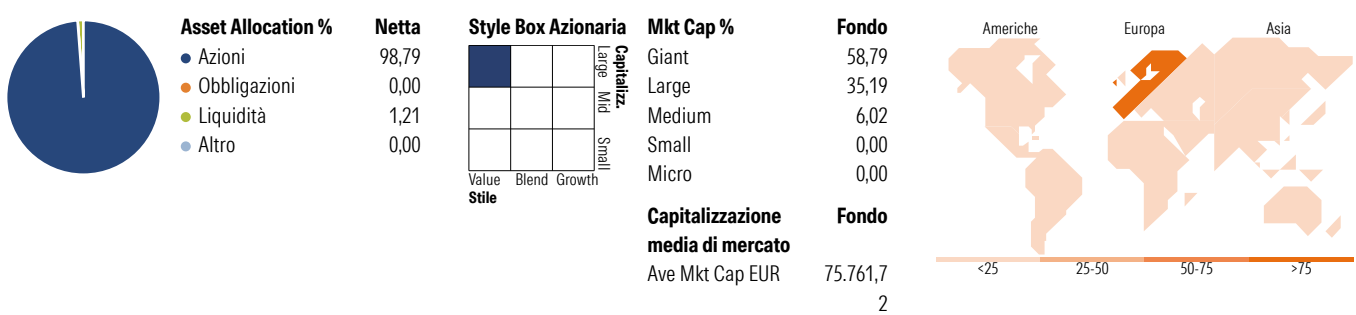 Asset Allocation % Netta
Azioni 98,79
Obbligazioni 0,00
Liquidità 1,21
Altro 0,00
Style Box Azionaria
Large Mid Small
Capitalizz.
Value Blend Growth
Stile
Mkt Cap % Fondo
Giant 58,79
Large 35,19
Medium 6,02
Small 0,00
Micro 0,00
Capitalizzazione Fondo
media di mercato
Ave Mkt Cap EUR 75.761,7
2
Americhe Europa Asia
<25 25-50 50-75 >75